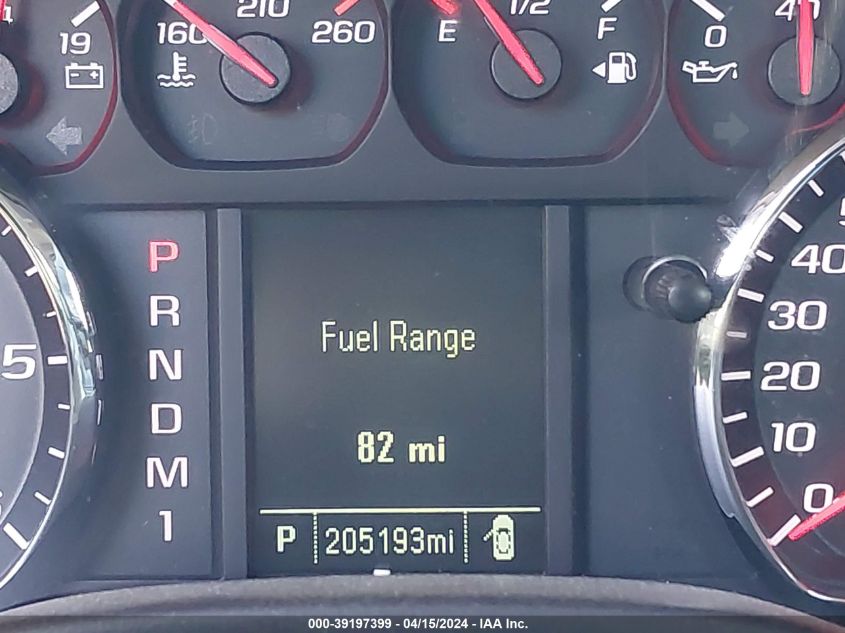 19
160 210 260
E 1/2 F
0 40
P
R
N
D
M
1
5
Fuel Range
82 mi
P 205193mi
40
30
20
10
0
000-39197399 - 04/15/2024 - IAA Inc.